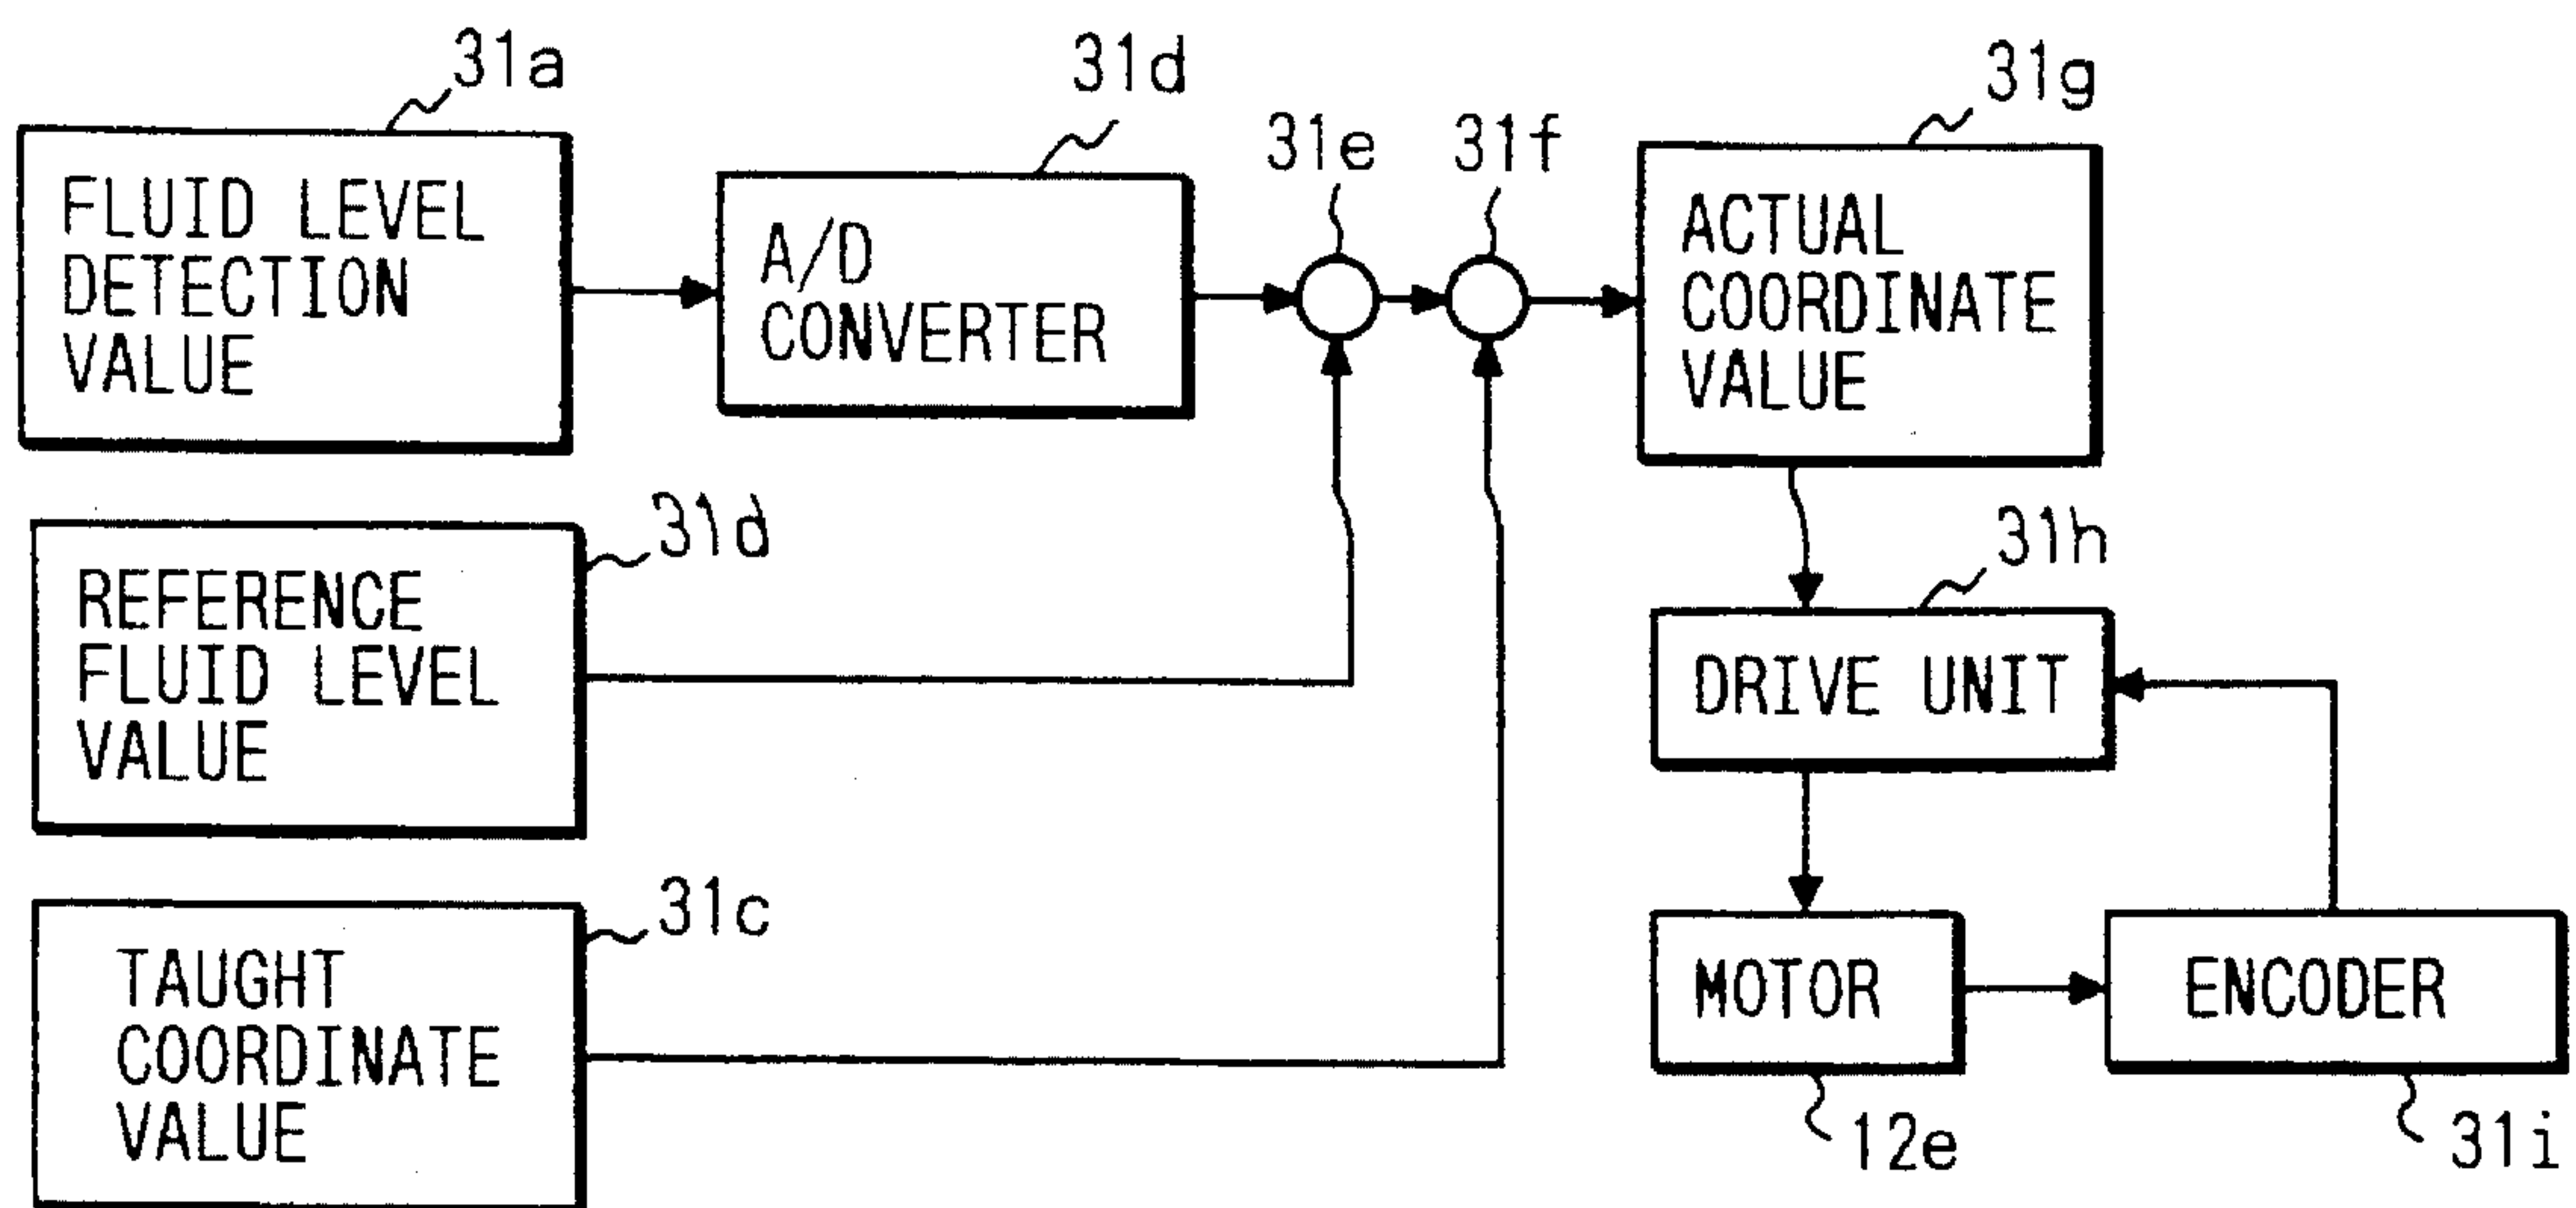 31a
FLUID LEVEL
DETECTION
VALUE
31d
A/D
CONVERTER
31e
31f
31g
ACTUAL
COORDINATE
VALUE
31d
REFERENCE
FLUID LEVEL
VALUE
31h
DRIVE UNIT
31c
TAUGHT
COORDINATE
VALUE
MOTOR
12e
ENCODER
31i